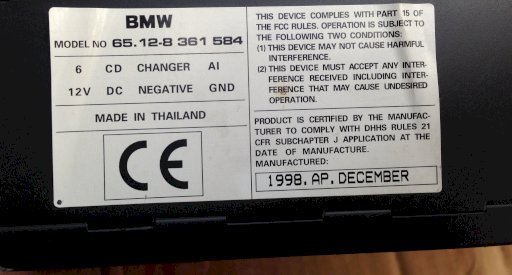 BMW
MODEL NO 65.12-8 361 584
6 CD CHANGER AI
12V DC NEGATIVE GND
MADE IN THAILAND
CE
THIS DEVICE COMPLIES WITH PART 15 OF
THE FCC RULES. OPERATION IS SUBJECT TO
THE FOLLOWING TWO CONDITIONS:
(1) THIS DEVICE MAY NOT CAUSE HARMFUL
INTERFERENCE.
(2) THIS DEVICE MUST ACCEPT ANY INTER-
FERENCE RECEIVED INCLUDING INTER-
FERENCE THAT MAY CAUSE UNDESIRED
OPERATION.
PRODUCT IS CERTIFIED BY THE MANUFAC-
TURER TO COMPLY WITH DHHS RULES 21
CFR SUBCHAPTER J APPLICATION AT THE
DATE OF MANUFACTURE.
MANUFACTURED:
1998. AP. DECEMBER